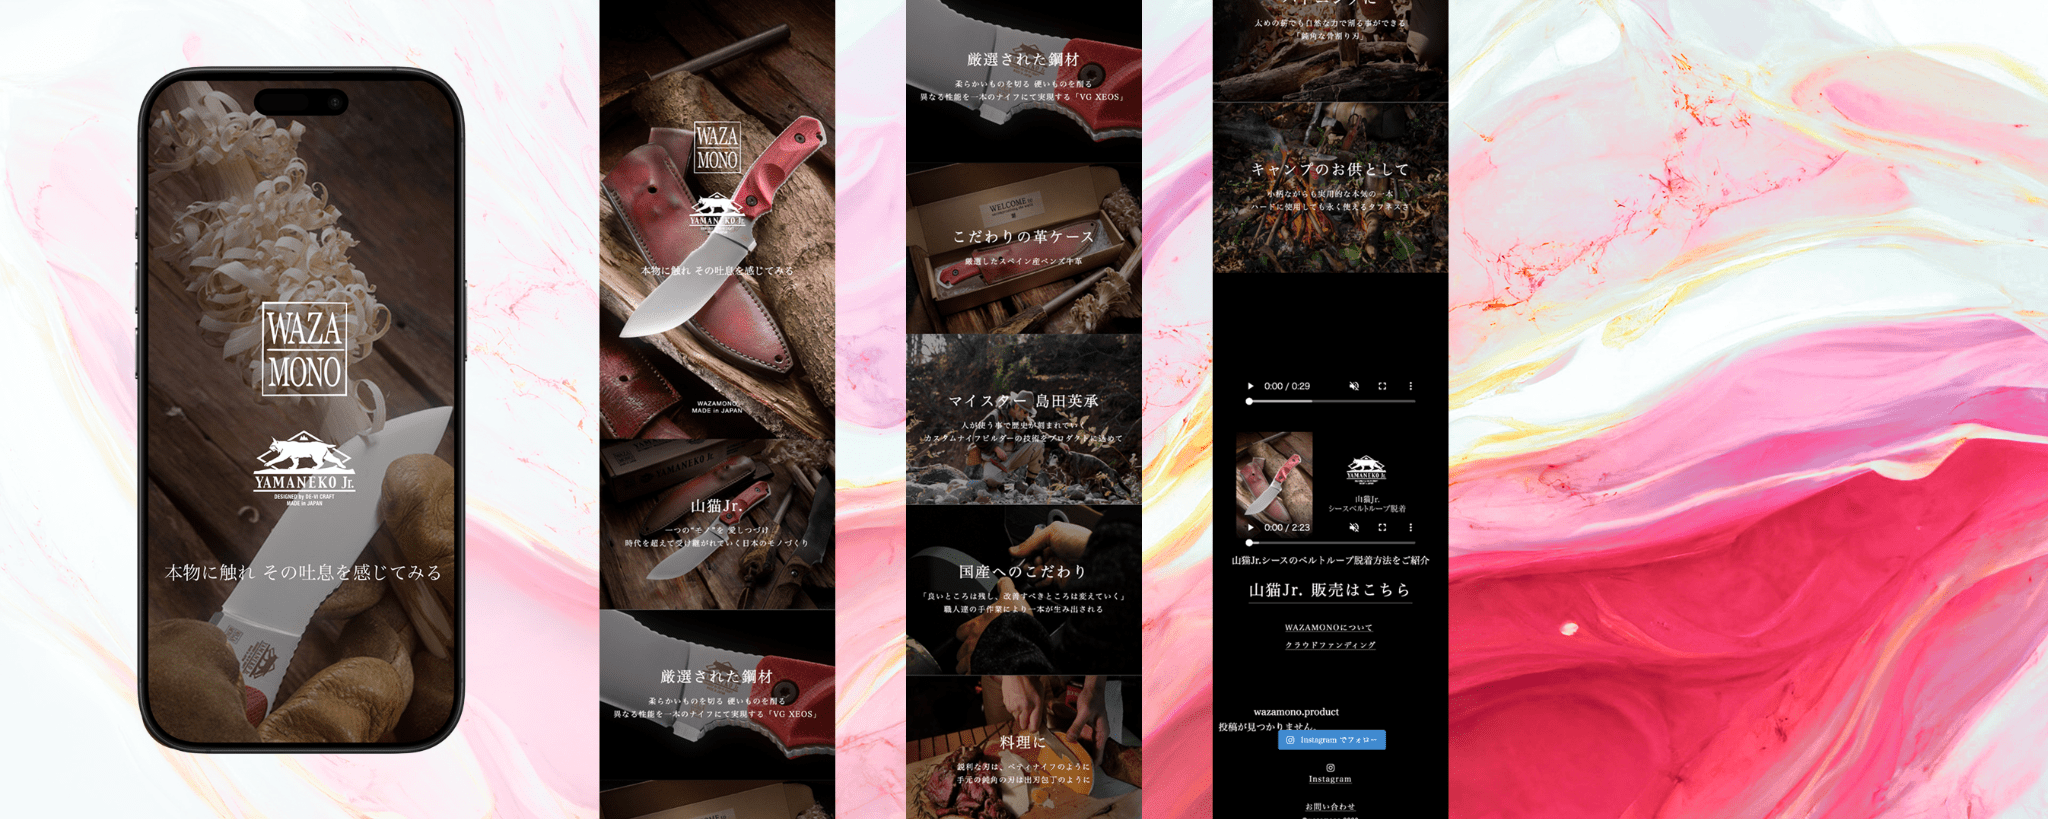 WAZA
MONO
YAMANEKO Jr.
DESIGNED by DE-VI CRAFT
MADE in JAPAN
本物に触れ その吐息を感じてみる
WAZA
MONO
YAMANEKO Jr.
本物に触れ その吐息を感じてみる
WAZAMONO
MADE in JAPAN
山猫Jr.
一つの“モノ”を 愛しつづけ
時代を超えて受け継がれていく日本のモノづくり
厳選された鋼材
柔らかいものを切る 硬いものを削る
異なる性能を一本のナイフにて実現する「VG XEOS」
厳選された鋼材
柔らかいものを切る 硬いものを削る
異なる性能を一本のナイフにて実現する「VG XEOS」
WELCOME
こだわりの革ケース
厳選したスペイン産ベンズ牛革
マイスター 島田英承
人が使う事で歴史が刻まれていく
カスタムナイフビルダーの技術をプロダクトに込めて
国産へのこだわり
「良いところは残し、改善すべきところは変えていく」
職人達の手作業により一本が生み出される
料理に
鋭利な刃は、ペティナイフのように
手元の鈍角の刃は出刃包丁のように
太めの薪でも自然な力で割る事ができる
「鈍角な骨削り刃」
キャンプのお供として
小柄ながらも実用的な本気の一本
ハードに使用しても永く使えるタフネスさ
0:00 / 0:29
YAMANEKO Jr.
山猫Jr.
シースベルトループ脱着
0:00 / 2:23
山猫Jr.シースのベルトループ脱着方法をご紹介
山猫Jr. 販売はこちら
WAZAMONOについて
クラウドファンディング
wazamono.product
投稿が見つかりません。
Instagram でフォロー
Instagram
お問い合わせ